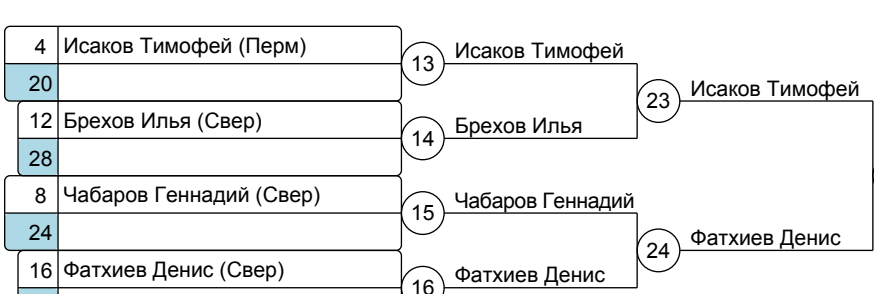 4 Исаков Тимофей (Перм)
20
12 Брехов Илья (Свер)
28
8 Чабаров Геннадий (Свер)
24
16 Фатхиев Денис (Свер)
13 Исаков Тимофей
14 Брехов Илья
15 Чабаров Геннадий
16 Фатхиев Денис
23 Исаков Тимофей
24 Фатхиев Денис